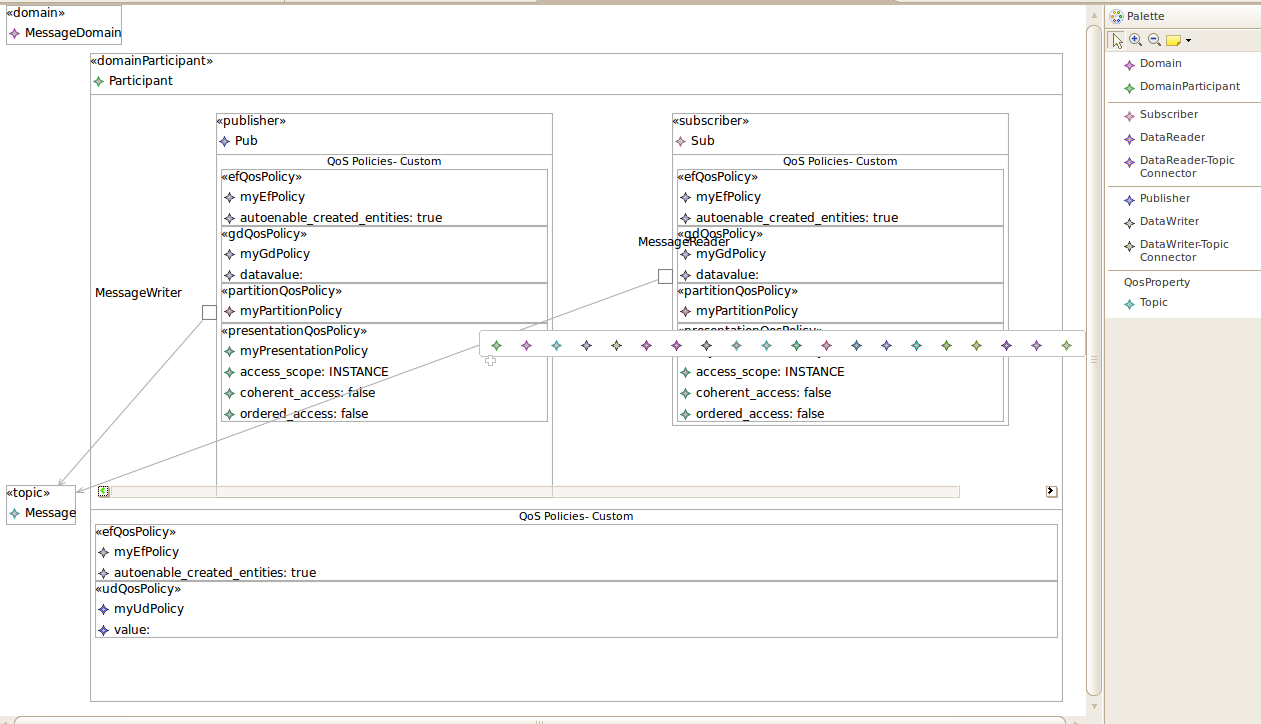 «domain»
MessageDomain
«domainParticipant»
Participant
«publisher»
Pub
QoS Policies- Custom
«efQosPolicy»
myEfPolicy
autoenable_created_entities: true
«gdQosPolicy»
myGdPolicy
datavalue:
«partitionQosPolicy»
myPartitionPolicy
«presentationQosPolicy»
myPresentationPolicy
access_scope: INSTANCE
coherent_access: false
ordered_access: false
MessageWriter
«subscriber»
Sub
QoS Policies- Custom
«efQosPolicy»
myEfPolicy
autoenable_created_entities: true
«gdQosPolicy»
MessageReader
myGdPolicy
datavalue:
«partitionQosPolicy»
myPartitionPolicy
«presentationQosPolicy»
access_scope: INSTANCE
coherent_access: false
ordered_access: false
«topic»
Message
QoS Policies- Custom
«efQosPolicy»
myEfPolicy
autoenable_created_entities: true
«udQosPolicy»
myUdPolicy
value:
Palette
Domain
DomainParticipant
Subscriber
DataReader
DataReader-Topic
Connector
Publisher
DataWriter
DataWriter-Topic
Connector
QosProperty
Topic